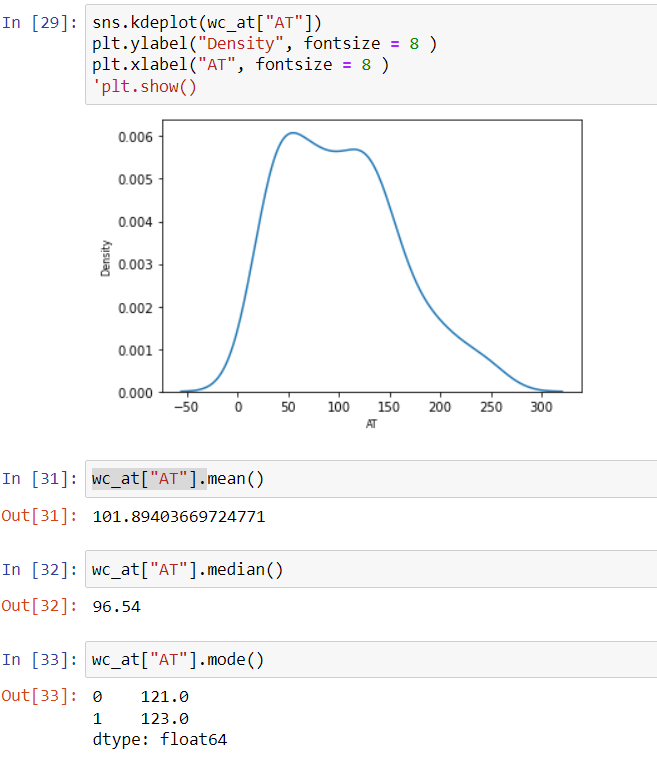 In [29]: sns.kdeplot(wc_at["AT"])
plt.ylabel("Density", fontsize = 8 )
plt.xlabel("AT", fontsize = 8 )
'plt.show()
0.006
0.005
0.004
0.003
0.002
0.001
0.000
Density
−50 0 50 100 150 200 250 300
AT
In [31]: wc_at["AT"].mean()
Out[31]: 101.89403669724771
In [32]: wc_at["AT"].median()
Out[32]: 96.54
In [33]: wc_at["AT"].mode()
Out[33]: 0 121.0
1 123.0
dtype: float64